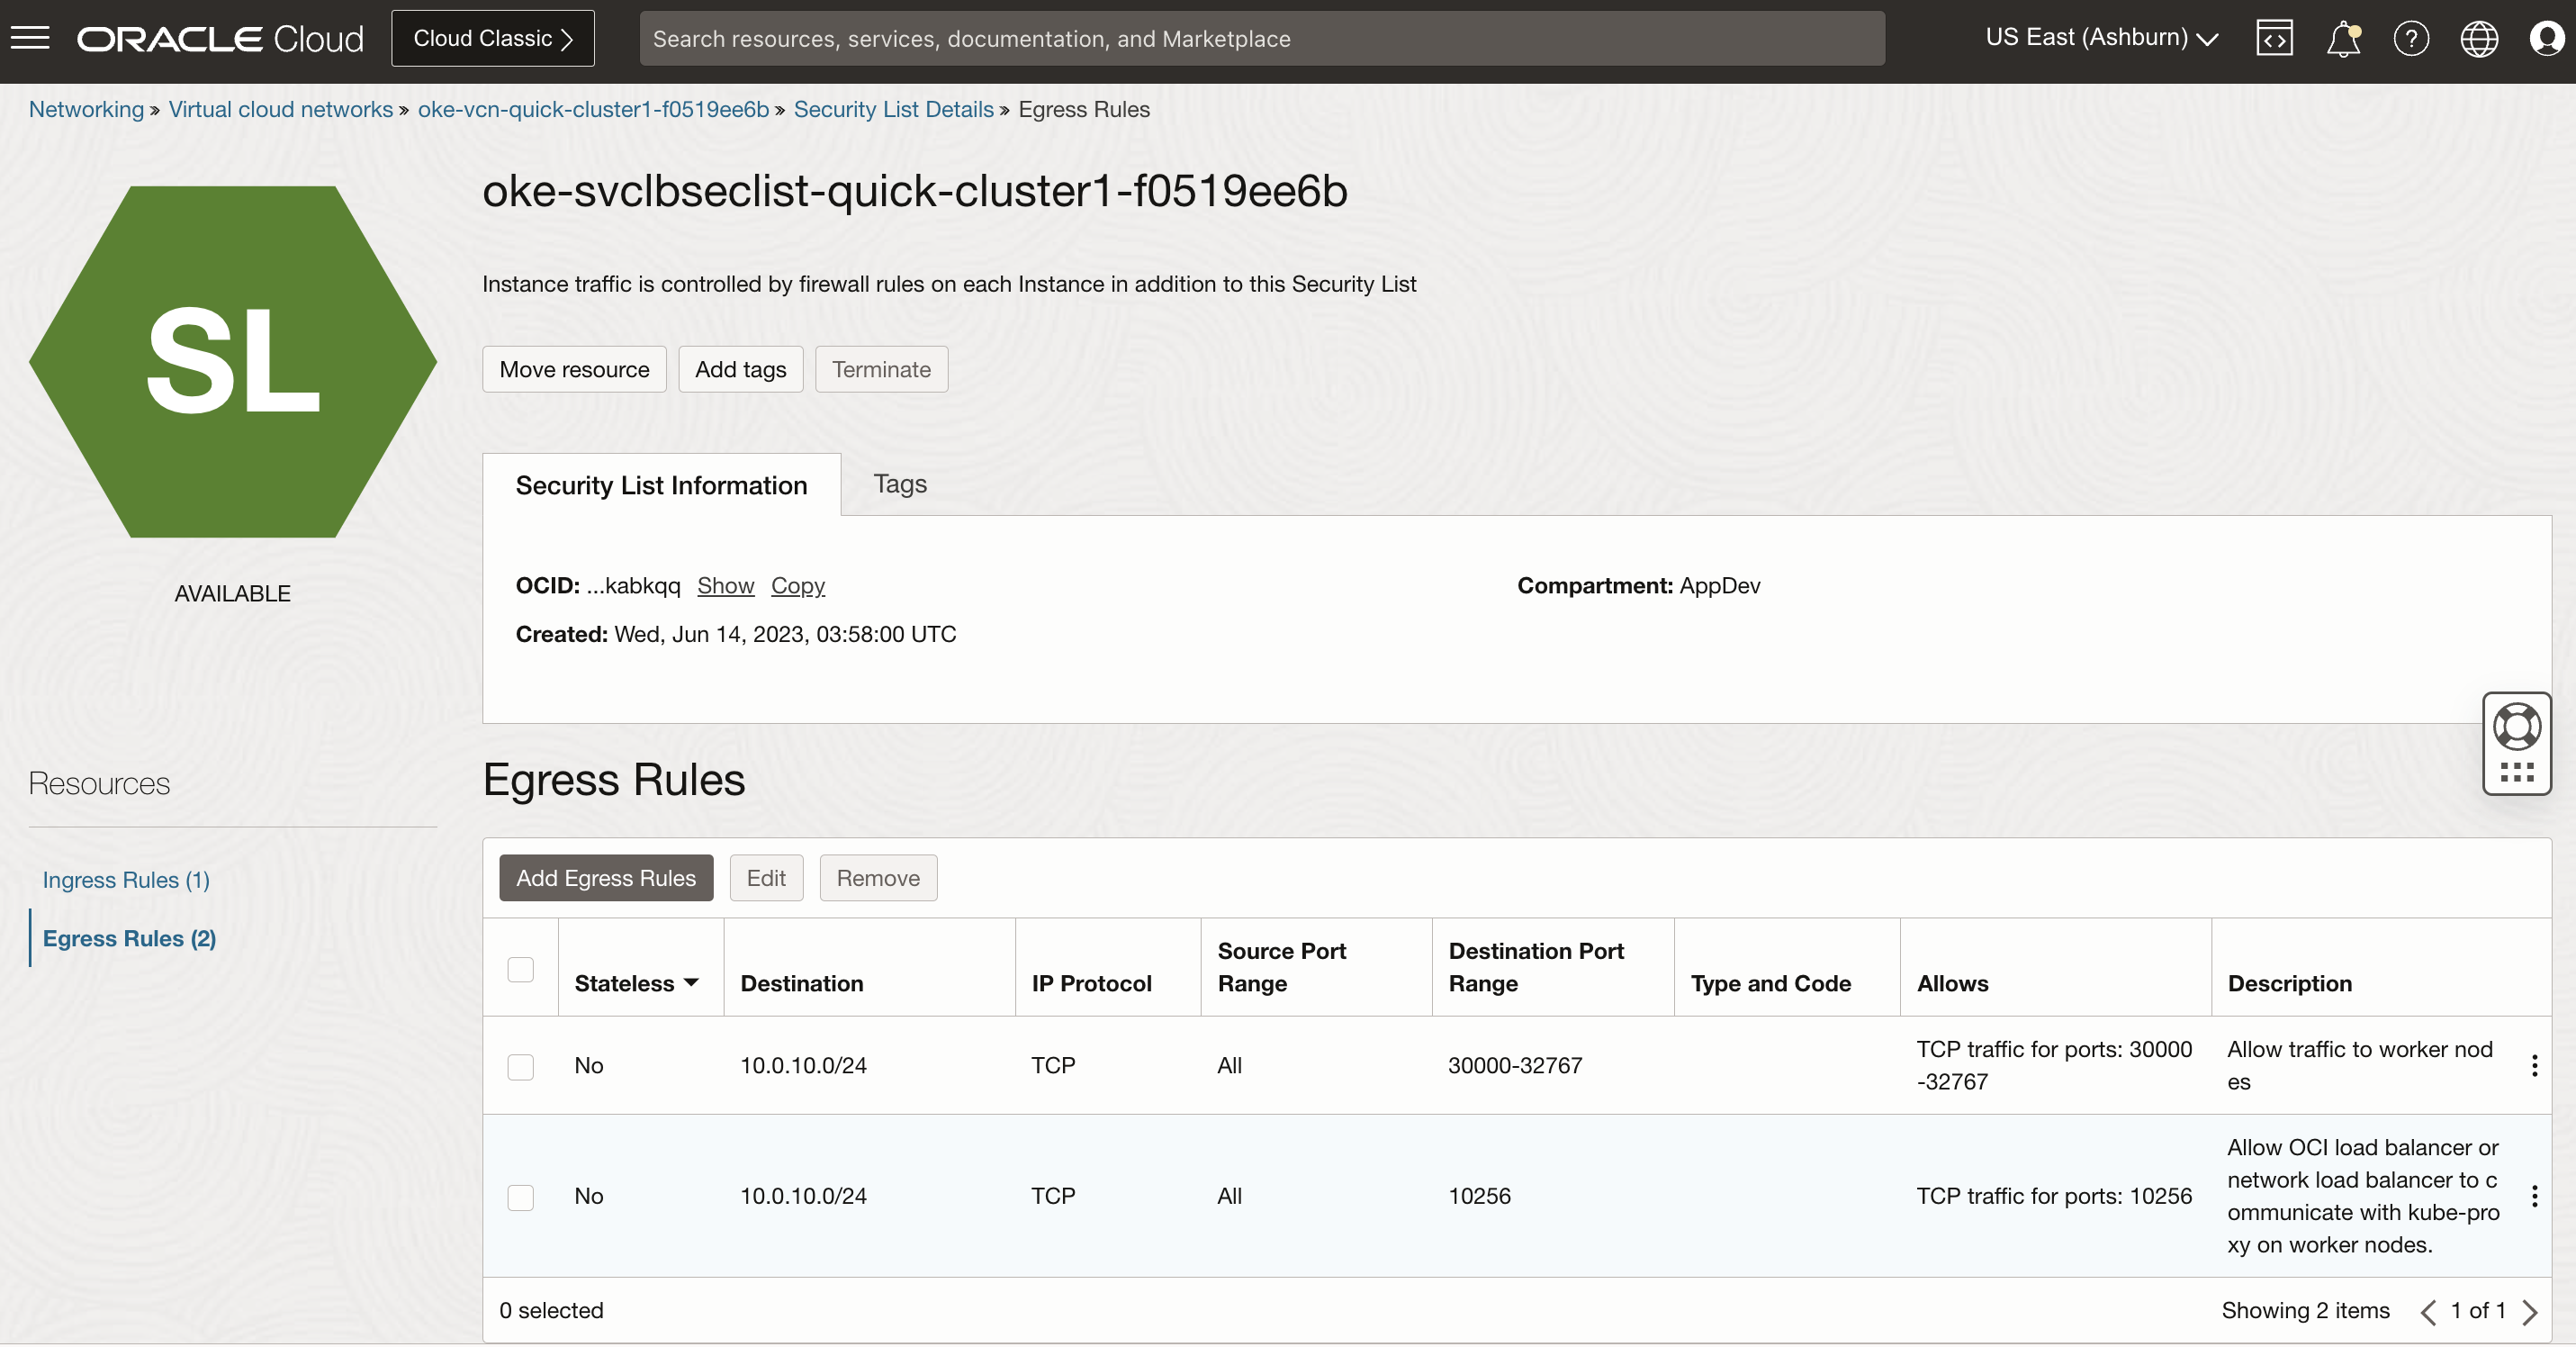 ORACLE Cloud
Cloud Classic
Search resources, services, documentation, and Marketplace
US East (Ashburn)
Networking » Virtual cloud networks » oke-vcn-quick-cluster1-f0519ee6b » Security List Details » Egress Rules
SL
AVAILABLE
oke-svclbseclist-quick-cluster1-f0519ee6b
Instance traffic is controlled by firewall rules on each Instance in addition to this Security List
Move resource Add tags Terminate
Security List Information Tags
OCID: ...kabkqq Show Copy
Compartment: AppDev
Created: Wed, Jun 14, 2023, 03:58:00 UTC
Resources
Ingress Rules (1)
Egress Rules (2)
Egress Rules
Add Egress Rules Edit Remove
Stateless Destination IP Protocol Source Port Range Destination Port Range Type and Code Allows Description
No 10.0.10.0/24 TCP All 30000-32767
TCP traffic for ports: 30000
-32767
Allow traffic to worker nod
es
No 10.0.10.0/24 TCP All 10256 TCP traffic for ports: 10256
Allow OCI load balancer or
network load balancer to c
ommunicate with kube-pro
xy on worker nodes.
0 selected
Showing 2 items 1 of 1